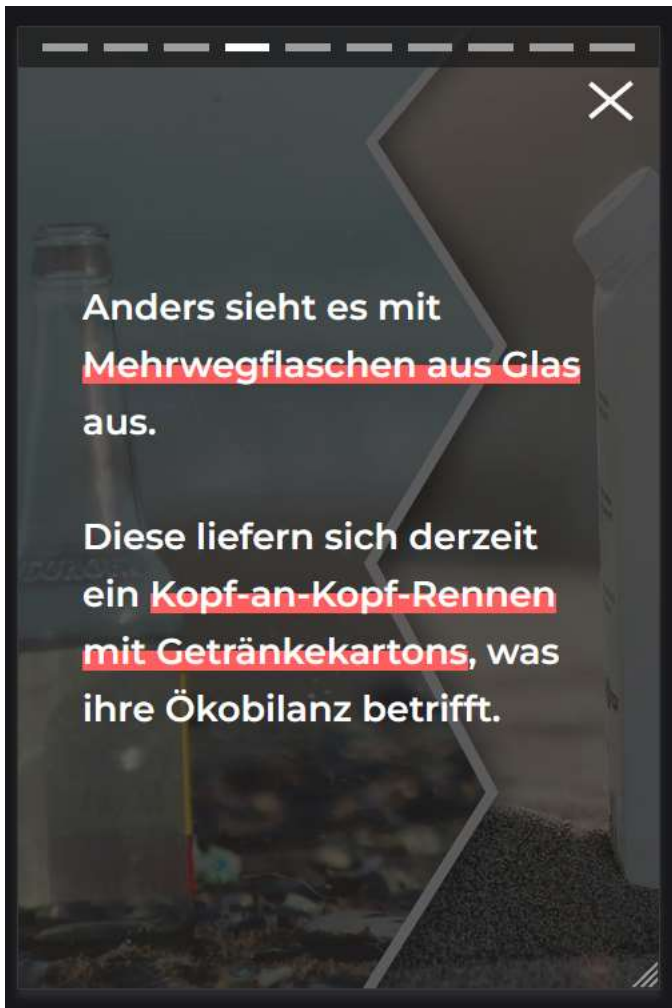 Anders sieht es mit
Mehrwegflaschen aus Glas
aus.
Diese liefern sich derzeit
ein Kopf-an-Kopf-Rennen
mit Getränkekartons, was
ihre Ökobilanz betrifft.